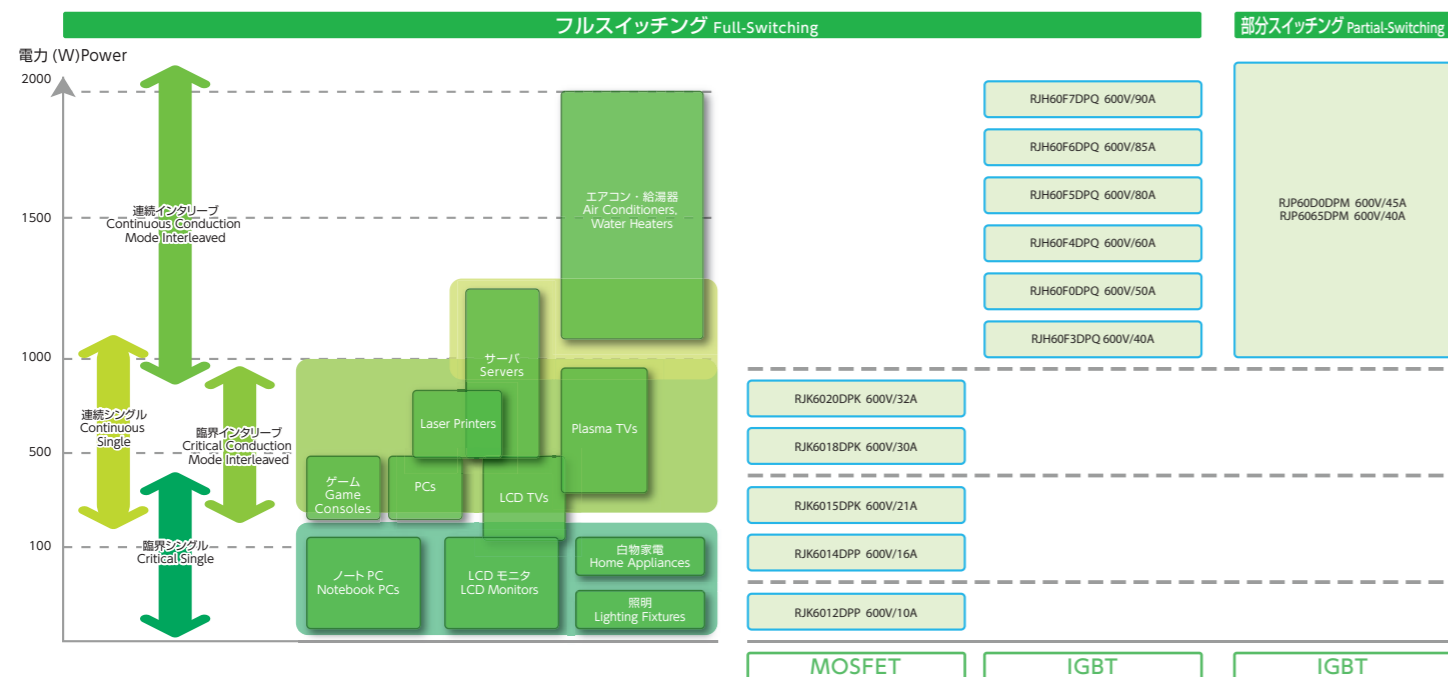 フルスイッチング Full-Switching
部分スイッチング Partial-Switching
電力 (W)Power
2000
1500
1000
500
100
連続インタリーブ
Continuous Conduction
Mode Interleaved
連続シングル
Continuous
Single
臨界インタリーブ
Critical Conduction
Mode Interleaved
臨界シングル
Critical Single
エアコン・給湯器
Air Conditioners,
Water Heaters
サーバ
Servers
Laser Printers
Plasma TVs
ゲーム
Game
Consoles
PCs
LCD TVs
ノート PC
Notebook PCs
LCD モニタ
LCD Monitors
白物家電
Home Appliances
照明
Lighting Fixtures
RJK6020DPK 600V/32A
RJK6018DPK 600V/30A
RJK6015DPK 600V/21A
RJK6014DPP 600V/16A
RJK6012DPP 600V/10A
MOSFET
RJH60F7DPQ 600V/90A
RJH60F6DPQ 600V/85A
RJH60F5DPQ 600V/80A
RJH60F4DPQ 600V/60A
RJH60F0DPQ 600V/50A
RJH60F3DPQ 600V/40A
IGBT
RJP60D0DPM 600V/45A
RJP6065DPM 600V/40A
IGBT